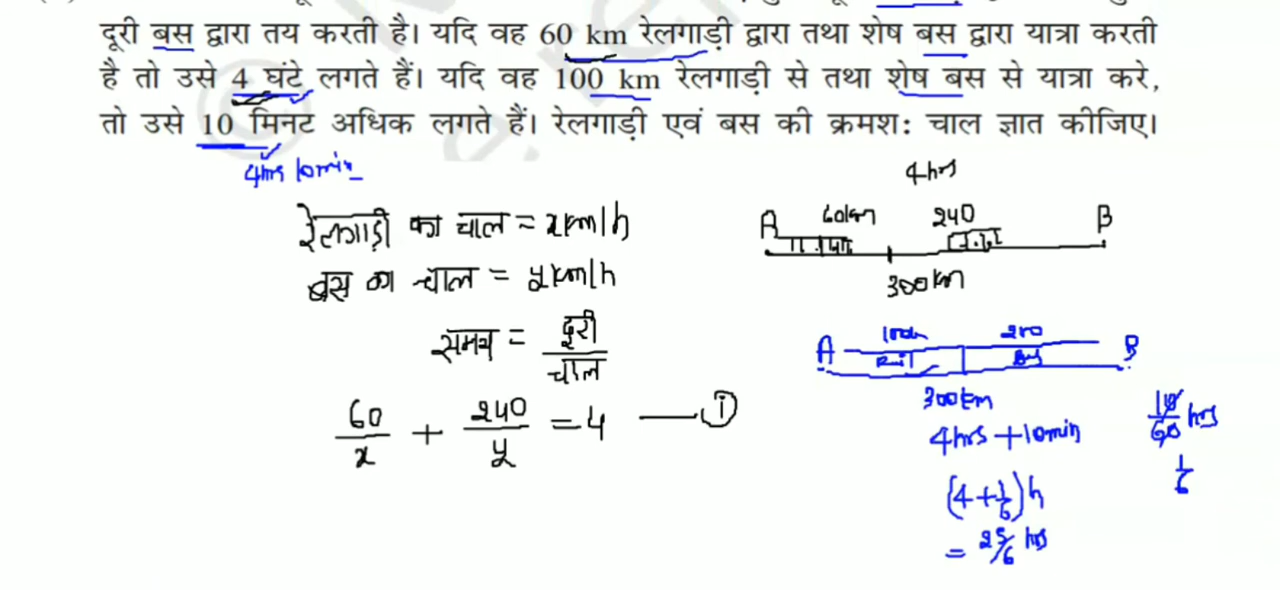 दूरी बस द्वारा तय करती है। यदि वह 60 km रेलगाड़ी द्वारा तथा शेष बस द्वारा यात्रा करती
है तो उसे 4 घंटे लगते हैं। यदि वह 100 km रेलगाड़ी से तथा शेष बस से यात्रा करे,
तो उसे 10 मिनट अधिक लगते हैं। रेलगाड़ी एवं बस की क्रमश: चाल ज्ञात कीजिए।
4hrs 10min
रेलगाड़ी का चाल = x km/h
बस का चाल = y km/h
समय = दूरी / चाल
60/x + 240/y = 4 — ①
4hrs
A 60km 240 B
300km
A 100km 200 B
Bus
300km
4hrs + 10min
10/60 hrs
1/6
(4 + 1/6) h
= 25/6 hrs